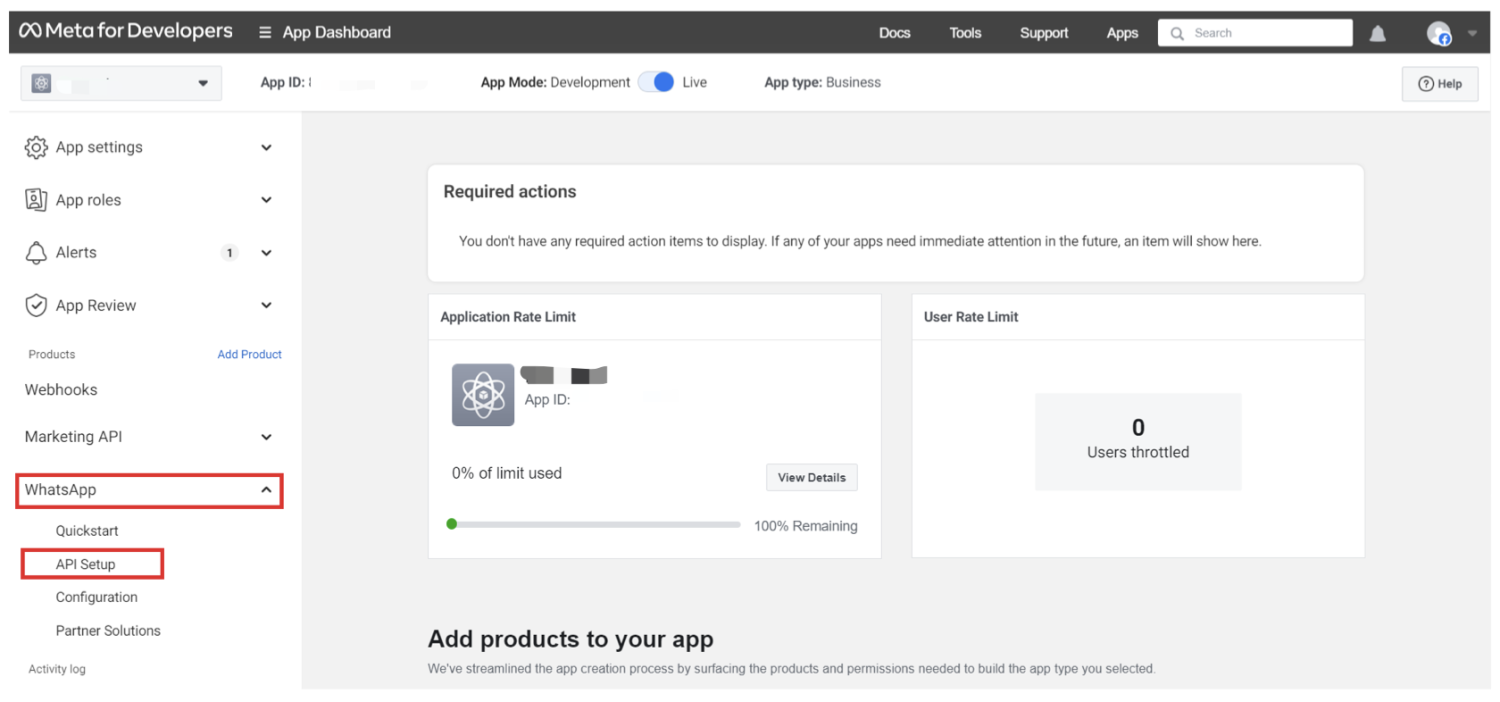 Meta for Developers
App Dashboard
Docs
Tools
Support
Apps
Search
App ID:
App Mode: Development
Live
App type: Business
Help
App settings
App roles
Alerts
1
App Review
Products
Add Product
Webhooks
Marketing API
WhatsApp
Quickstart
API Setup
Configuration
Partner Solutions
Activity log
Required actions
You don't have any required action items to display. If any of your apps need immediate attention in the future, an item will show here.
Application Rate Limit
App ID:
0% of limit used
View Details
100% Remaining
User Rate Limit
0
Users throttled
Add products to your app
We've streamlined the app creation process by surfacing the products and permissions needed to build the app type you selected.